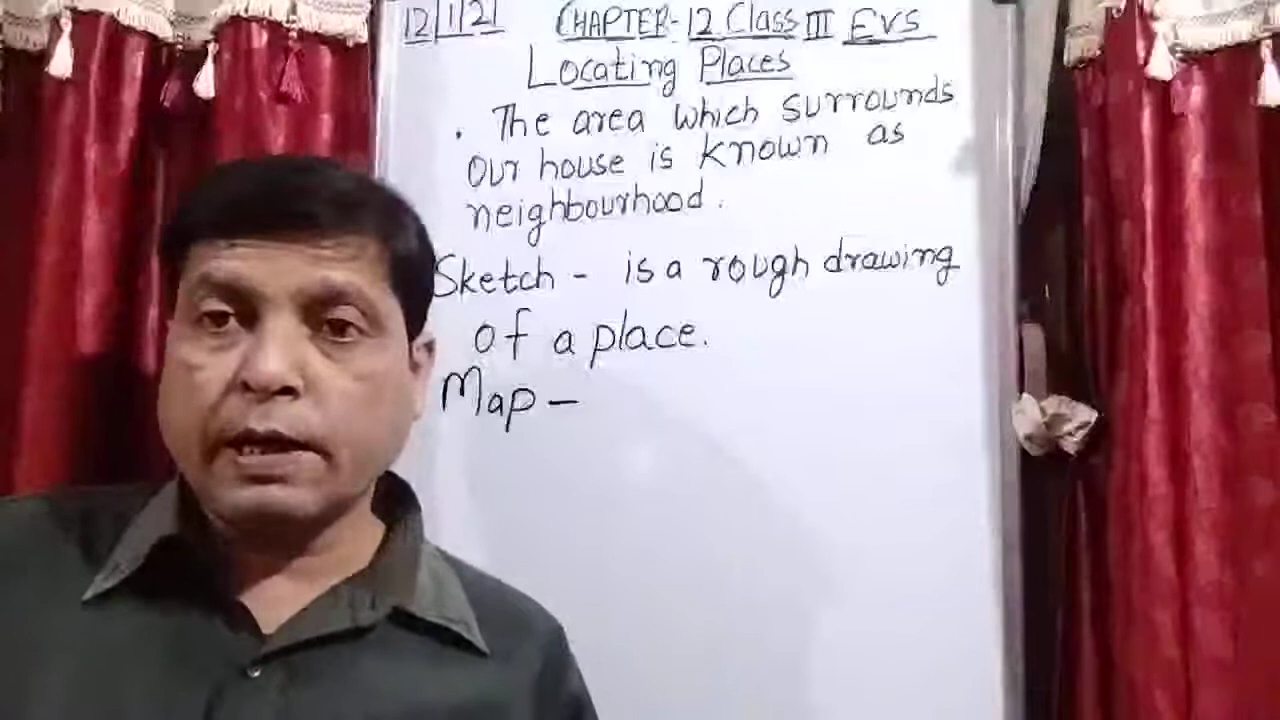 12/1/21 CHAPTER-12 Class III EVS
Locating Places
. The area which surrounds
our house is known as
neighbourhood.
Sketch - is a rough drawing
of a place.
Map -